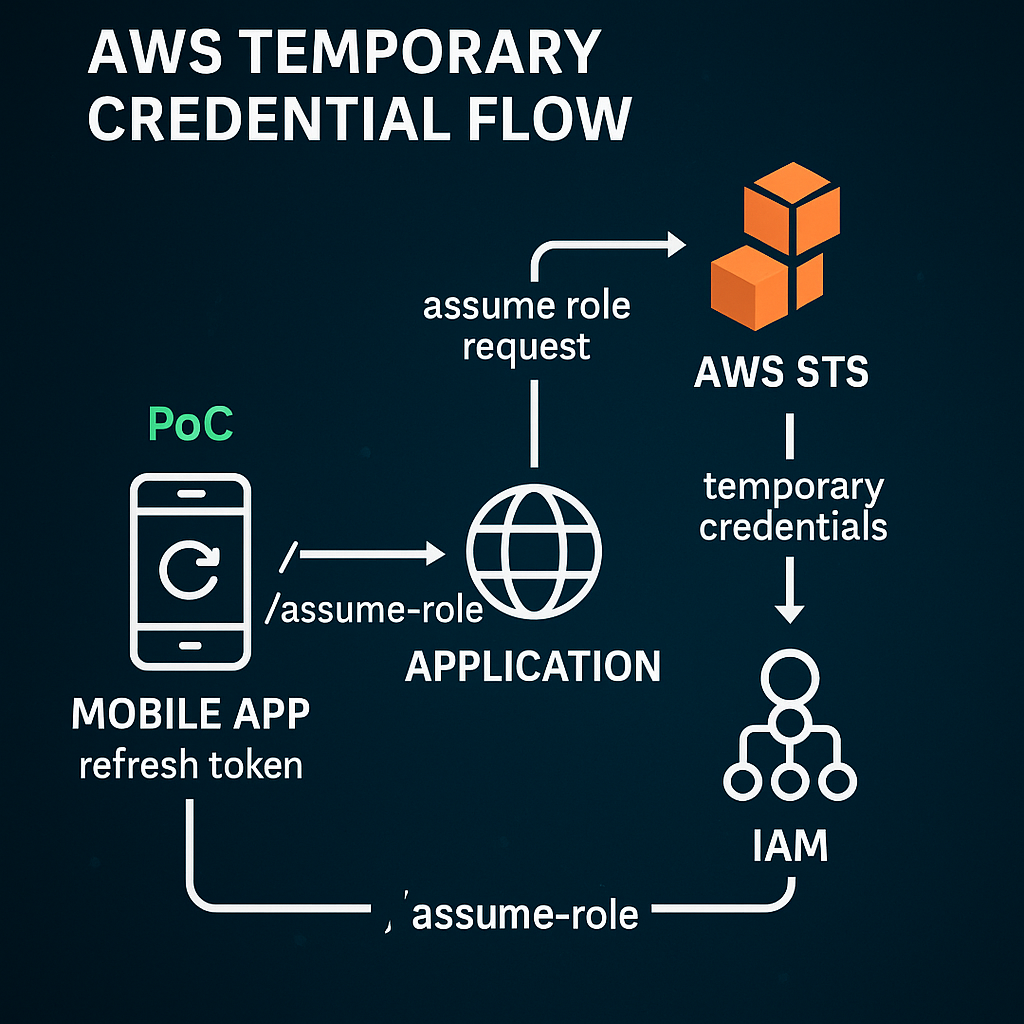 AWS TEMPORARY
CREDENTIAL FLOW
assume role
request
AWS STS
PoC
temporary
credentials
/
/assume-role
APPLICATION
MOBILE APP
refresh token
IAM
assume-role